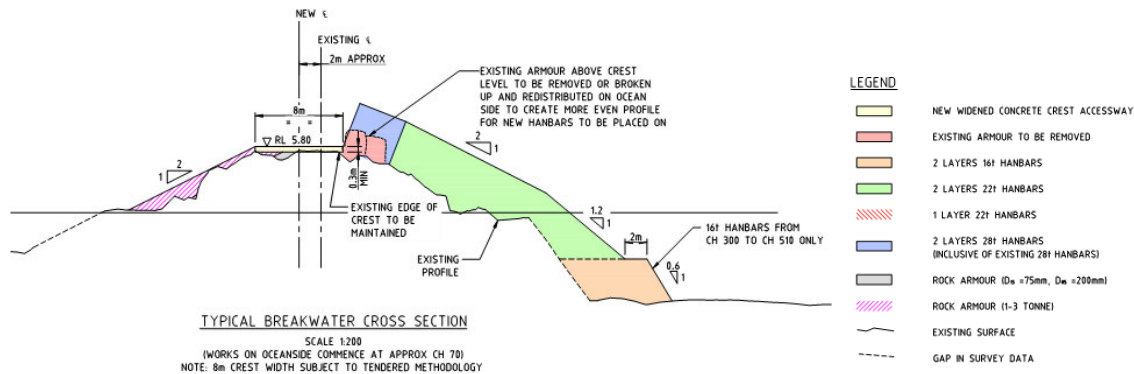 NEW ℄
EXISTING ℄
2m APPROX
EXISTING ARMOUR ABOVE CREST
LEVEL TO BE REMOVED OR BROKEN
UP AND REDISTRIBUTED ON OCEAN
SIDE TO CREATE MORE EVEN PROFILE
FOR NEW HANBARS TO BE PLACED ON
8m
= =
RL 5.80
2
1
2
1
0.3m
MIN
EXISTING EDGE OF
CREST TO BE
MAINTAINED
EXISTING
PROFILE
1.2
1
2m
16t HANBARS FROM
CH 300 TO CH 510 ONLY
0.6
1
TYPICAL BREAKWATER CROSS SECTION
SCALE 1:200
(WORKS ON OCEANSIDE COMMENCE AT APPROX CH 70)
NOTE: 8m CREST WIDTH SUBJECT TO TENDERED METHODOLOGY
LEGEND
NEW WIDENED CONCRETE CREST ACCESSWAY
EXISTING ARMOUR TO BE REMOVED
2 LAYERS 16t HANBARS
2 LAYERS 22t HANBARS
1 LAYER 22t HANBARS
2 LAYERS 28t HANBARS
(INCLUSIVE OF EXISTING 28t HANBARS)
ROCK ARMOUR (D =75mm, D =200mm)
ROCK ARMOUR (1-3 TONNE)
EXISTING SURFACE
GAP IN SURVEY DATA